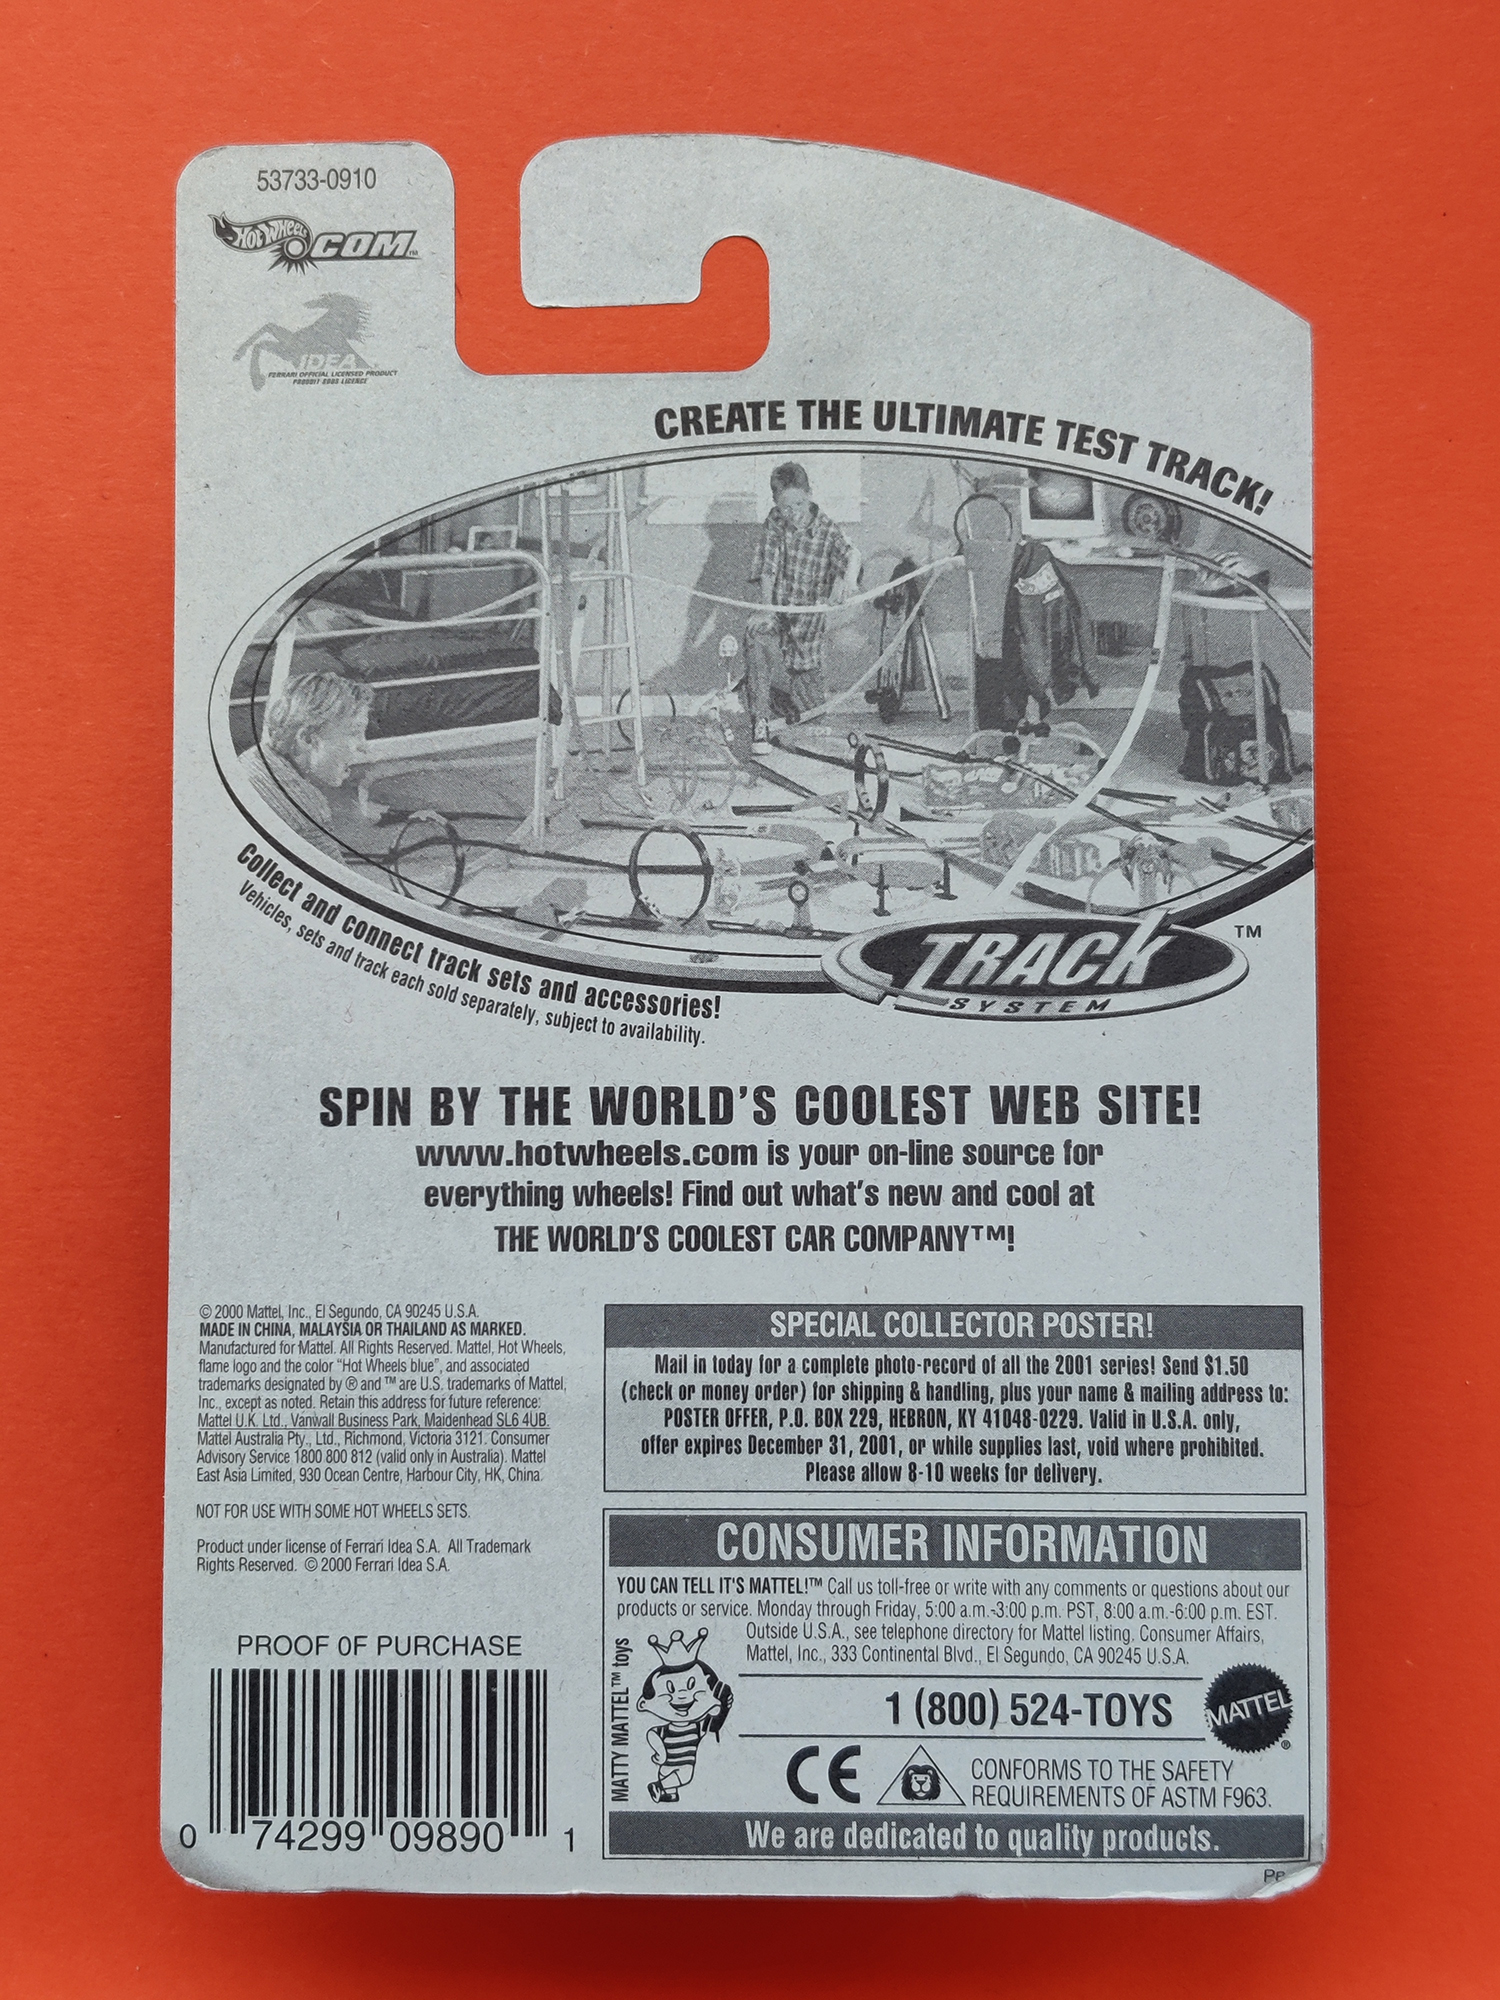 53733-0910
Hot Wheels .COM™
IDEA
FERRARI OFFICIAL LICENSED PRODUCT
PRODUIT SOUS LICENCE
CREATE THE ULTIMATE TEST TRACK!
Collect and connect track sets and accessories!
Vehicles, sets and track each sold separately, subject to availability.
TRACK ™
SYSTEM
SPIN BY THE WORLD'S COOLEST WEB SITE!
www.hotwheels.com is your on-line source for
everything wheels! Find out what's new and cool at
THE WORLD'S COOLEST CAR COMPANY™!
© 2000 Mattel, Inc., El Segundo, CA 90245 U.S.A.
MADE IN CHINA, MALAYSIA OR THAILAND AS MARKED.
Manufactured for Mattel. All Rights Reserved. Mattel, Hot Wheels,
flame logo and the color "Hot Wheels blue", and associated
trademarks designated by ® and ™ are U.S. trademarks of Mattel,
Inc., except as noted. Retain this address for future reference:
Mattel U.K. Ltd., Vanwall Business Park, Maidenhead SL6 4UB.
Mattel Australia Pty., Ltd., Richmond, Victoria 3121. Consumer
Advisory Service 1800 800 812 (valid only in Australia). Mattel
East Asia Limited, 930 Ocean Centre, Harbour City, HK, China.
NOT FOR USE WITH SOME HOT WHEELS SETS.
Product under license of Ferrari Idea S.A. All Trademark
Rights Reserved. © 2000 Ferrari Idea S.A.
PROOF OF PURCHASE
0 74299 09890 1
SPECIAL COLLECTOR POSTER!
Mail in today for a complete photo-record of all the 2001 series! Send $1.50
(check or money order) for shipping & handling, plus your name & mailing address to:
POSTER OFFER, P.O. BOX 229, HEBRON, KY 41048-0229. Valid in U.S.A. only,
offer expires December 31, 2001, or while supplies last, void where prohibited.
Please allow 8-10 weeks for delivery.
CONSUMER INFORMATION
YOU CAN TELL IT'S MATTEL!™ Call us toll-free or write with any comments or questions about our
products or service. Monday through Friday, 5:00 a.m.-3:00 p.m. PST, 8:00 a.m.-6:00 p.m. EST.
Outside U.S.A., see telephone directory for Mattel listing. Consumer Affairs,
Mattel, Inc., 333 Continental Blvd., El Segundo, CA 90245 U.S.A.
MATTY MATTEL™ toys
1 (800) 524-TOYS
MATTEL ®
CE
CONFORMS TO THE SAFETY
REQUIREMENTS OF ASTM F963.
We are dedicated to quality products.